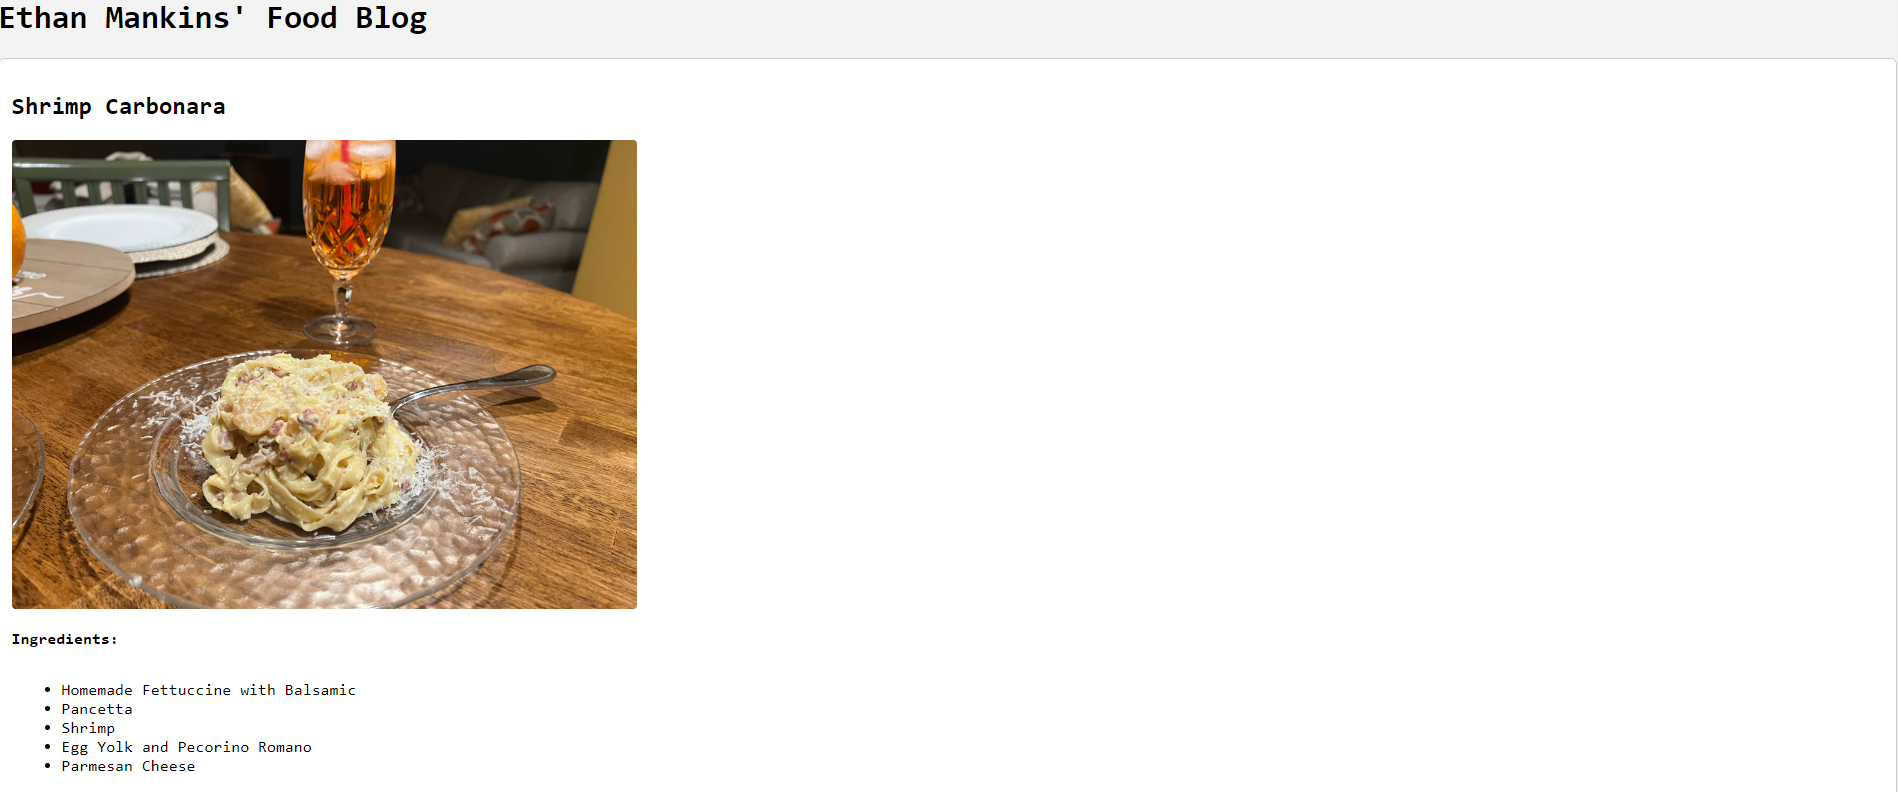 Ethan Mankins' Food Blog
Shrimp Carbonara
Ingredients:
Homemade Fettuccine with Balsamic
Pancetta
Shrimp
Egg Yolk and Pecorino Romano
Parmesan Cheese